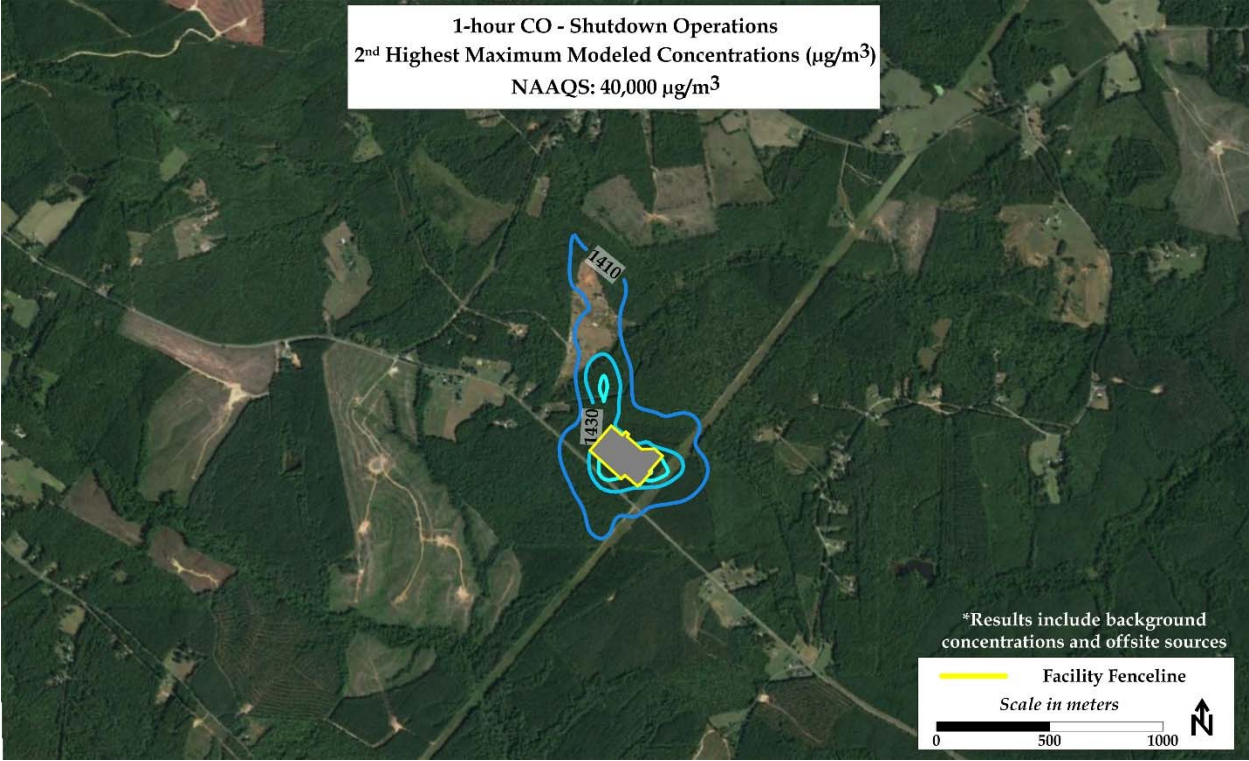 1-hour CO - Shutdown Operations
2nd Highest Maximum Modeled Concentrations (µg/m3)
NAAQS: 40,000 µg/m3
1410
1430
*Results include background
concentrations and offsite sources
Facility Fenceline
Scale in meters
0 500 1000
N